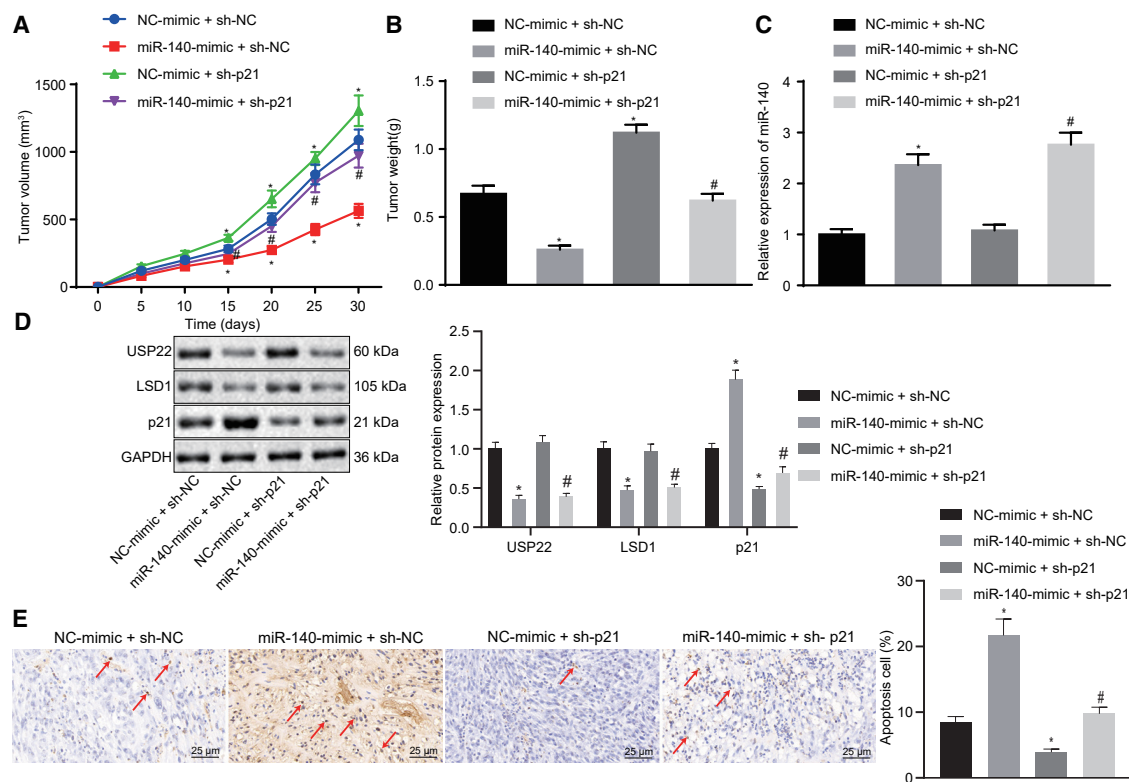 A
NC-mimic + sh-NC
miR-140-mimic + sh-NC
NC-mimic + sh-p21
miR-140-mimic + sh-p21
Tumor volume (mm³)
1500
1000
500
0
* * * *
# # # #
* * * *
0 5 10 15 20 25 30
Time (days)
B
NC-mimic + sh-NC
miR-140-mimic + sh-NC
NC-mimic + sh-p21
miR-140-mimic + sh-p21
Tumor weight(g)
1.5
1.0
0.5
0.0
* * #
C
NC-mimic + sh-NC
miR-140-mimic + sh-NC
NC-mimic + sh-p21
miR-140-mimic + sh-p21
Relative expression of miR-140
4
3
2
1
0
* #
D
USP22 60 kDa
LSD1 105 kDa
p21 21 kDa
GAPDH 36 kDa
NC-mimic + sh-NC
miR-140-mimic + sh-NC
NC-mimic + sh-p21
miR-140-mimic + sh-p21
Relative protein expression
2.5
2.0
1.5
1.0
0.5
0.0
* # * # * * #
USP22 LSD1 p21
NC-mimic + sh-NC
miR-140-mimic + sh-NC
NC-mimic + sh-p21
miR-140-mimic + sh-p21
E
NC-mimic + sh-NC
miR-140-mimic + sh-NC
NC-mimic + sh-p21
miR-140-mimic + sh- p21
25 µm
25 µm
25 µm
25 µm
NC-mimic + sh-NC
miR-140-mimic + sh-NC
NC-mimic + sh-p21
miR-140-mimic + sh-p21
Apoptosis cell (%)
30
20
10
0
* * #